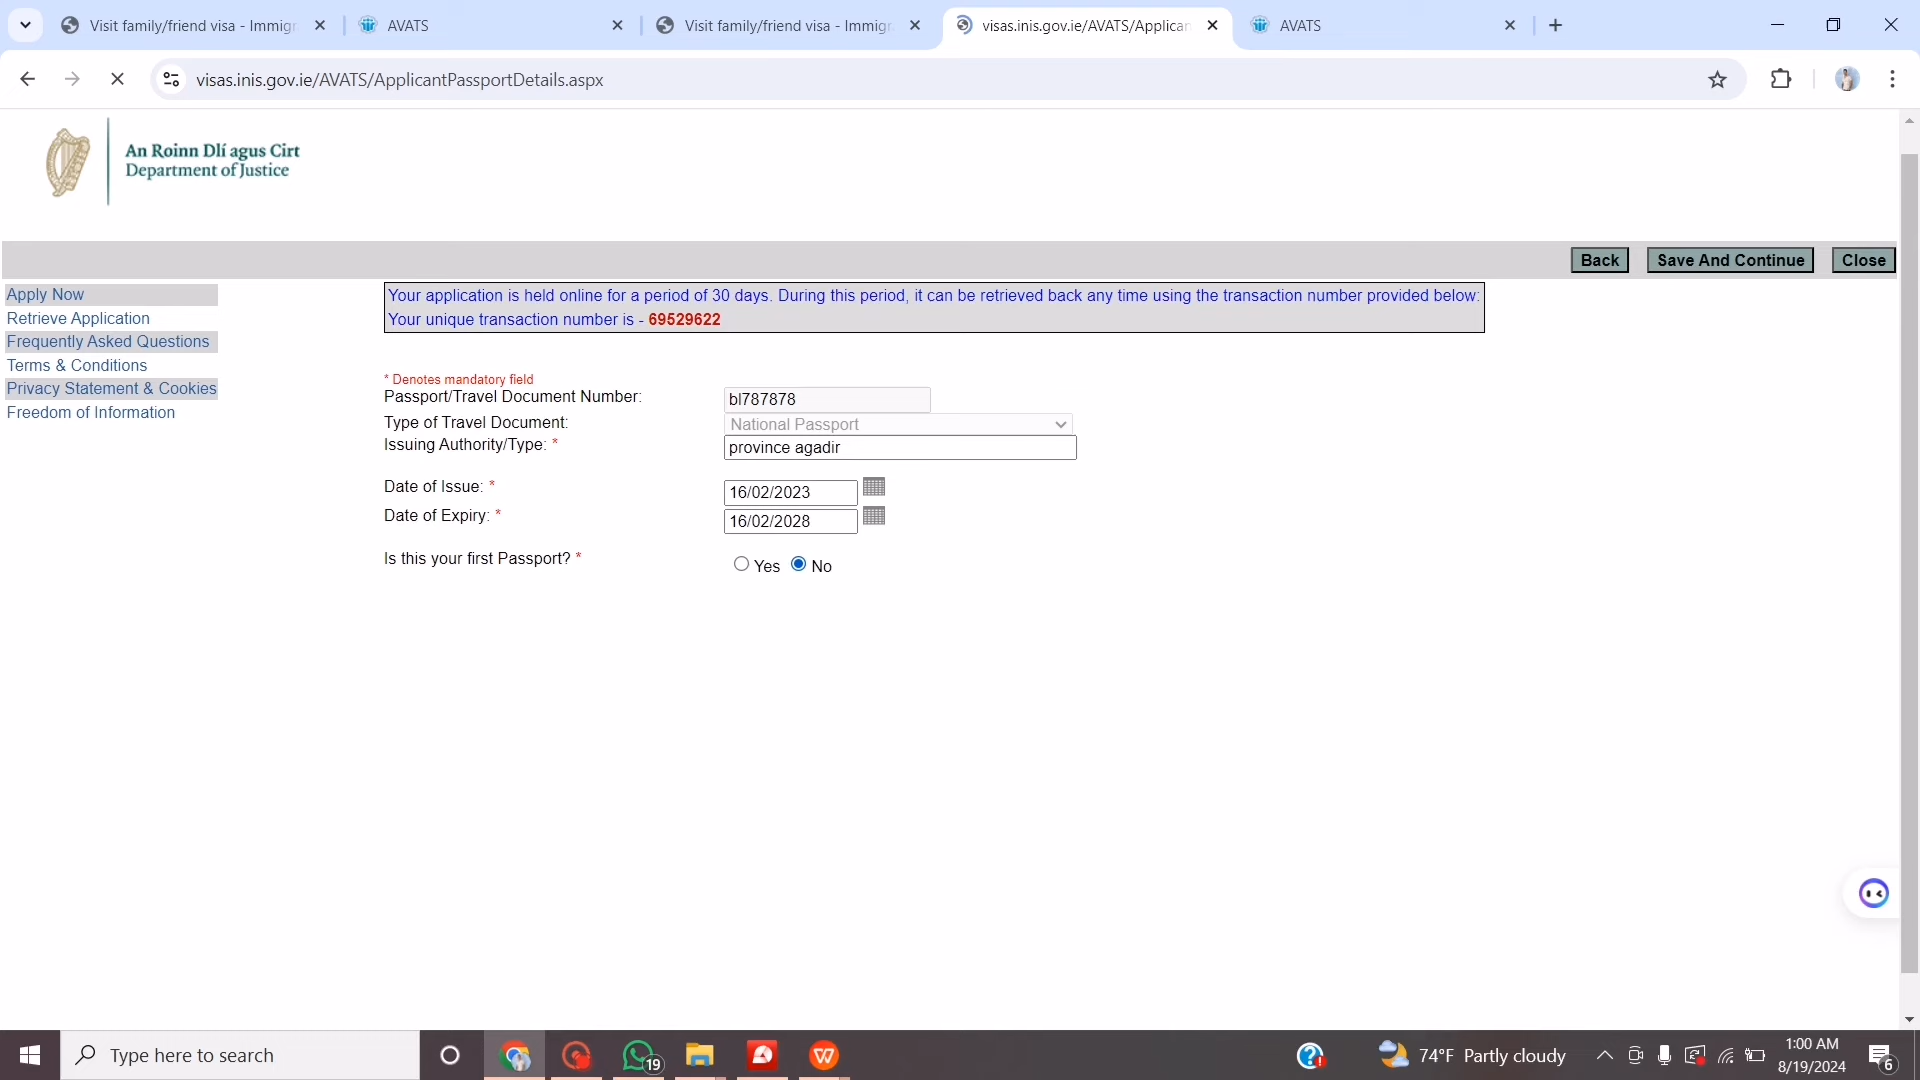 Visit family/friend visa - Immigr
AVATS
Visit family/friend visa - Immigr
visas.inis.gov.ie/AVATS/Applican
AVATS
visas.inis.gov.ie/AVATS/ApplicantPassportDetails.aspx
An Roinn Dlí agus Cirt
Department of Justice
Back Save And Continue Close
Apply Now
Retrieve Application
Frequently Asked Questions
Terms & Conditions
Privacy Statement & Cookies
Freedom of Information
Your application is held online for a period of 30 days. During this period, it can be retrieved back any time using the transaction number provided below:
Your unique transaction number is - 69529622
* Denotes mandatory field
Passport/Travel Document Number: bl787878
Type of Travel Document: National Passport
Issuing Authority/Type: * province agadir
Date of Issue: * 16/02/2023
Date of Expiry: * 16/02/2028
Is this your first Passport? * Yes No
Type here to search
19
74°F Partly cloudy
1:00 AM
8/19/2024
6